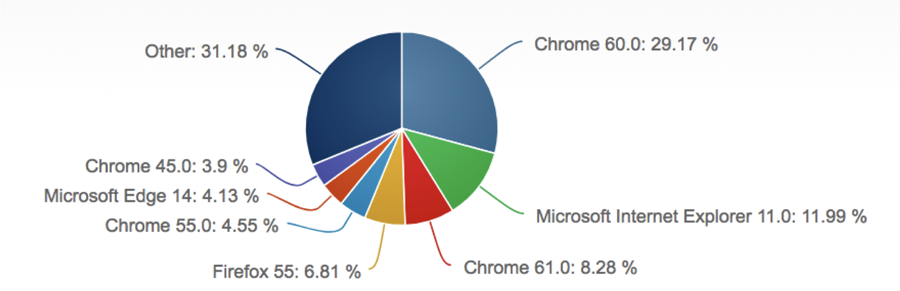 Other: 31.18 %
Chrome 60.0: 29.17 %
Chrome 45.0: 3.9 %
Microsoft Edge 14: 4.13 %
Microsoft Internet Explorer 11.0: 11.99 %
Chrome 55.0: 4.55 %
Firefox 55: 6.81 %
Chrome 61.0: 8.28 %